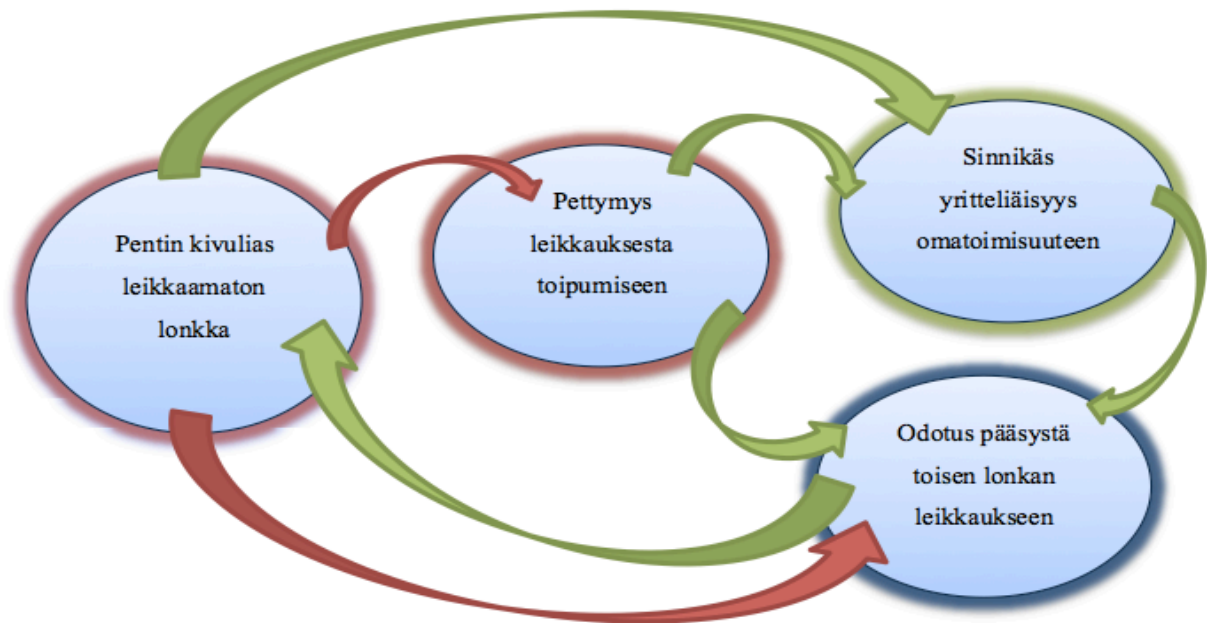 Pentin kivulias
leikkaamaton
lonkka
Pettymys
leikkauksesta
toipumiseen
Sinnikäs
yritteliäisyys
omatoimisuuteen
Odotus pääsystä
toisen lonkan
leikkaukseen